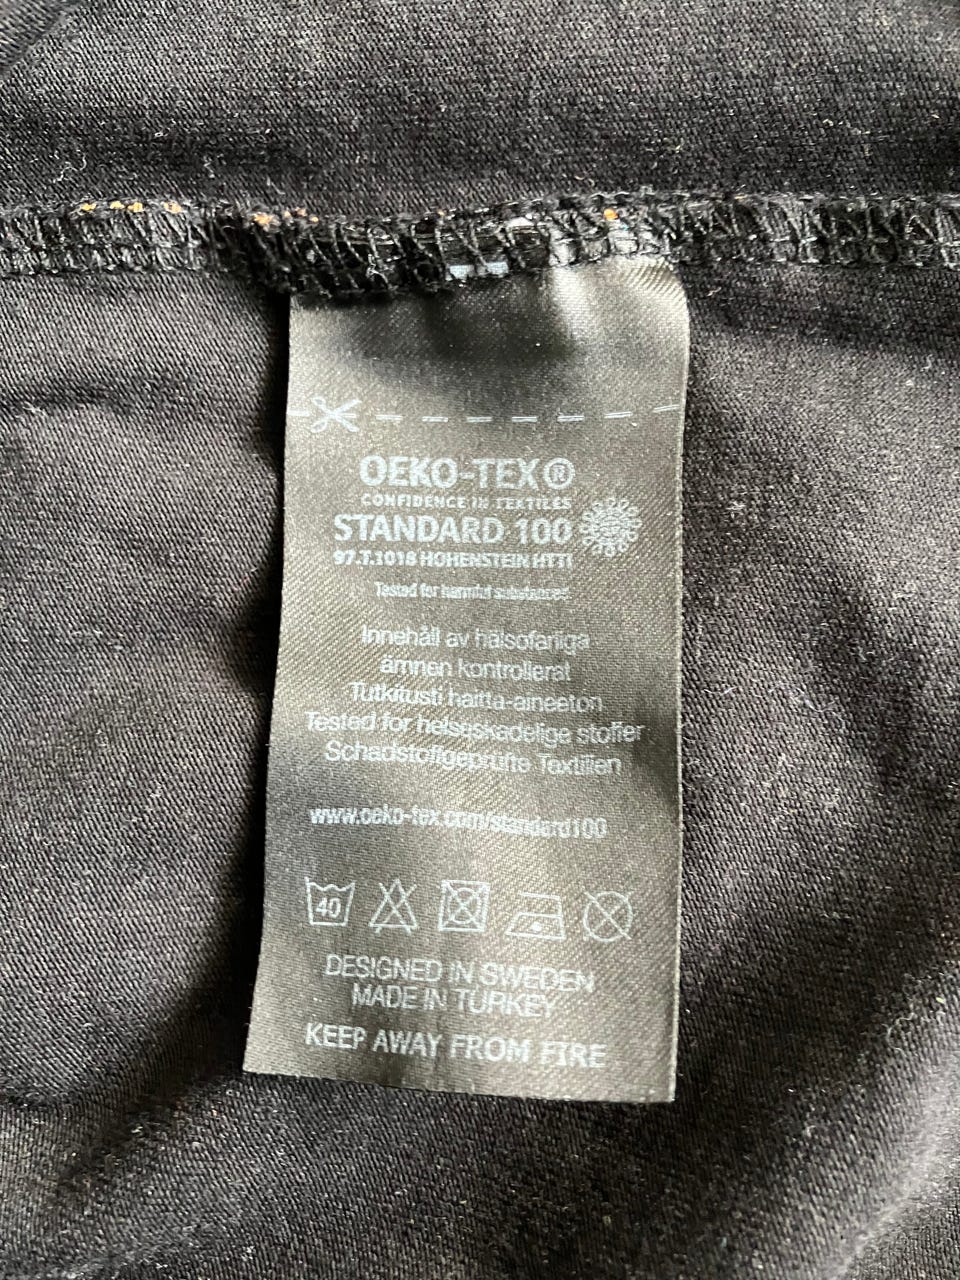 OEKO-TEX®
CONFIDENCE IN TEXTILES
STANDARD 100
97.T.1018 HOHENSTEIN HTTI
Tested for harmful substances
Innehåll av hälsofarliga
ämnen kontrollerat
Tutkitusti haitta-aineeton
Tested for helseskadelige stoffer
Schadstoffgeprüfte Textilien
www.oeko-tex.com/standard100
40
DESIGNED IN SWEDEN
MADE IN TURKEY
KEEP AWAY FROM FIRE